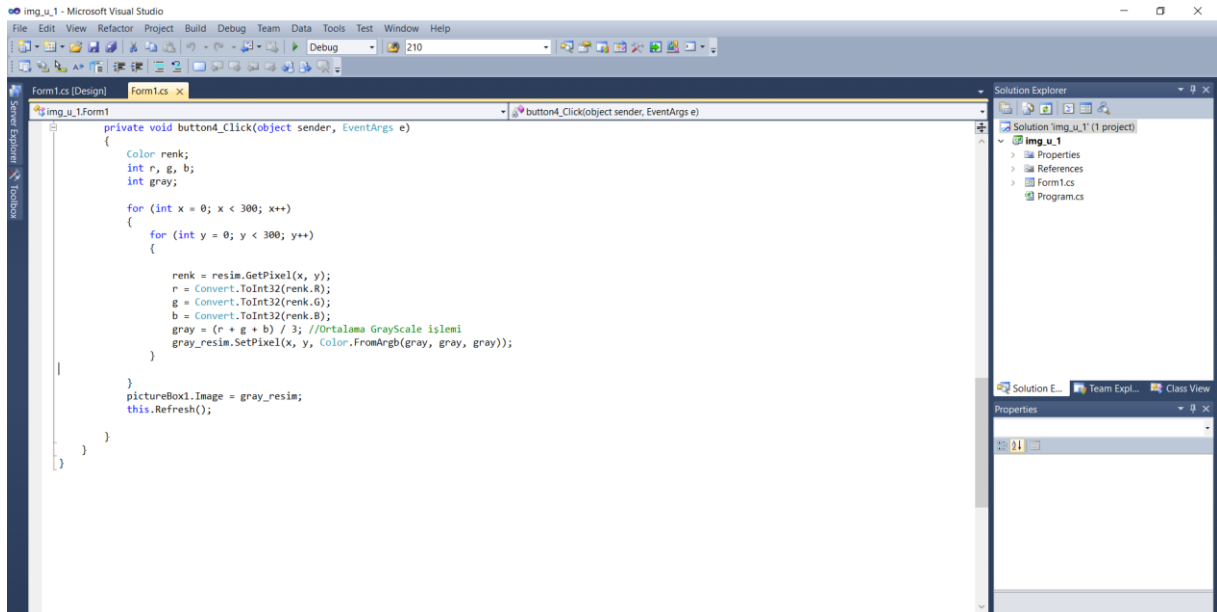 img_u_1 - Microsoft Visual Studio
File Edit View Refactor Project Build Debug Team Data Tools Test Window Help
Debug 210
Form1.cs [Design] Form1.cs
img_u_1.Form1 button4_Click(object sender, EventArgs e)
Server Explorer
Toolbox
private void button4_Click(object sender, EventArgs e)
{
Color renk;
int r, g, b;
int gray;
for (int x = 0; x < 300; x++)
{
for (int y = 0; y < 300; y++)
{
renk = resim.GetPixel(x, y);
r = Convert.ToInt32(renk.R);
g = Convert.ToInt32(renk.G);
b = Convert.ToInt32(renk.B);
gray = (r + g + b) / 3; //Ortalama GrayScale işlemi
gray_resim.SetPixel(x, y, Color.FromArgb(gray, gray, gray));
}
}
pictureBox1.Image = gray_resim;
this.Refresh();
}
}
}
Solution Explorer
Solution 'img_u_1' (1 project)
img_u_1
Properties
References
Form1.cs
Program.cs
Solution E... Team Expl... Class View
Properties